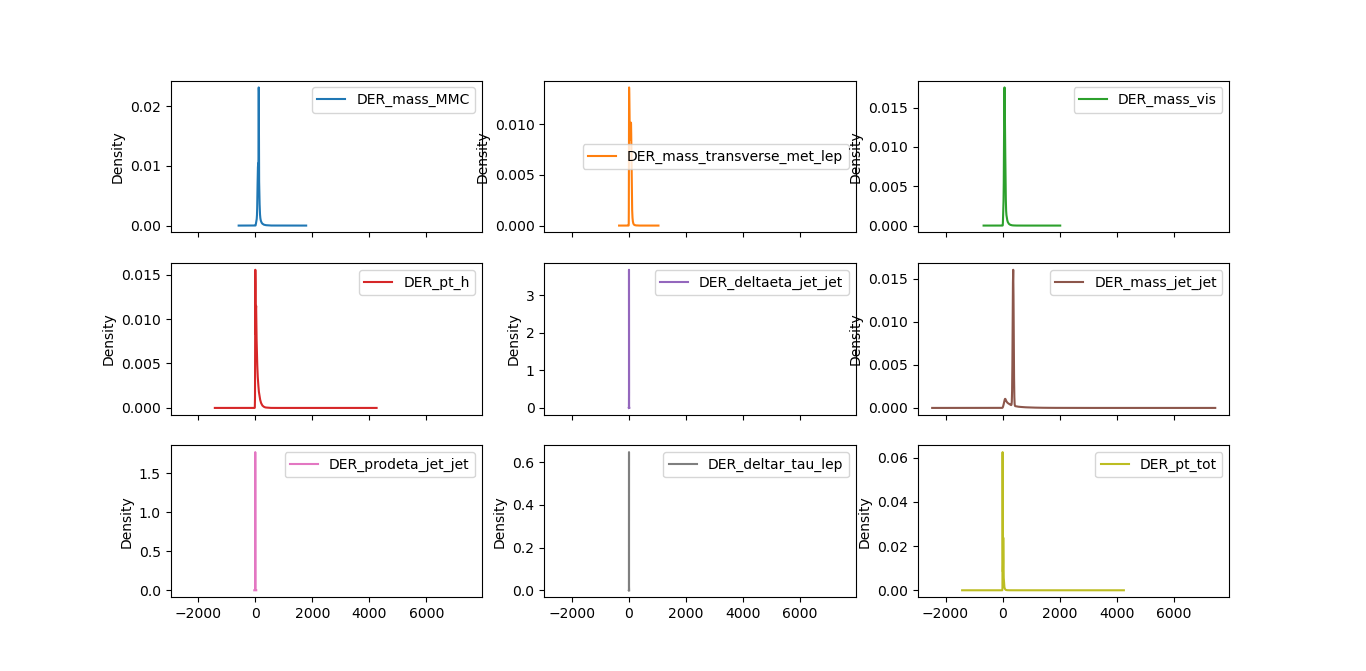 DER_mass_MMC
0.02
0.01
0.00
Density
DER_mass_transverse_met_lep
0.010
0.005
0.000
Density
DER_mass_vis
0.015
0.010
0.005
0.000
Density
DER_pt_h
0.015
0.010
0.005
0.000
Density
DER_deltaeta_jet_jet
3
2
1
0
Density
DER_mass_jet_jet
0.015
0.010
0.005
0.000
Density
DER_prodeta_jet_jet
1.5
1.0
0.5
0.0
Density
−2000 0 2000 4000 6000
DER_deltar_tau_lep
0.6
0.4
0.2
0.0
Density
−2000 0 2000 4000 6000
DER_pt_tot
0.06
0.04
0.02
0.00
Density
−2000 0 2000 4000 6000